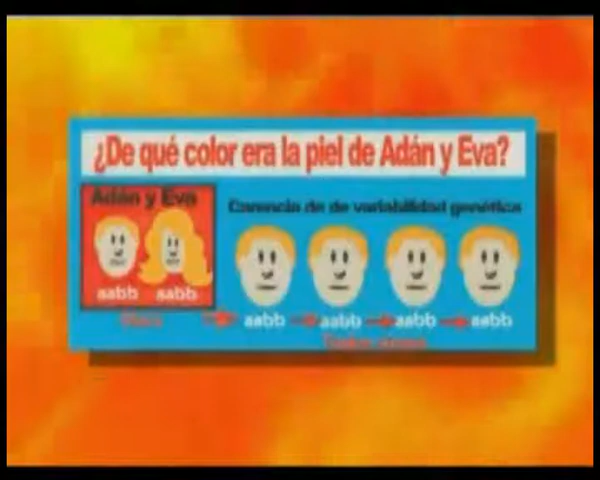 ¿De qué color era la piel de Adán y Eva?
Adán y Eva
Carencia de de variabilidad genética
aabb aabb
aabb aabb aabb aabb